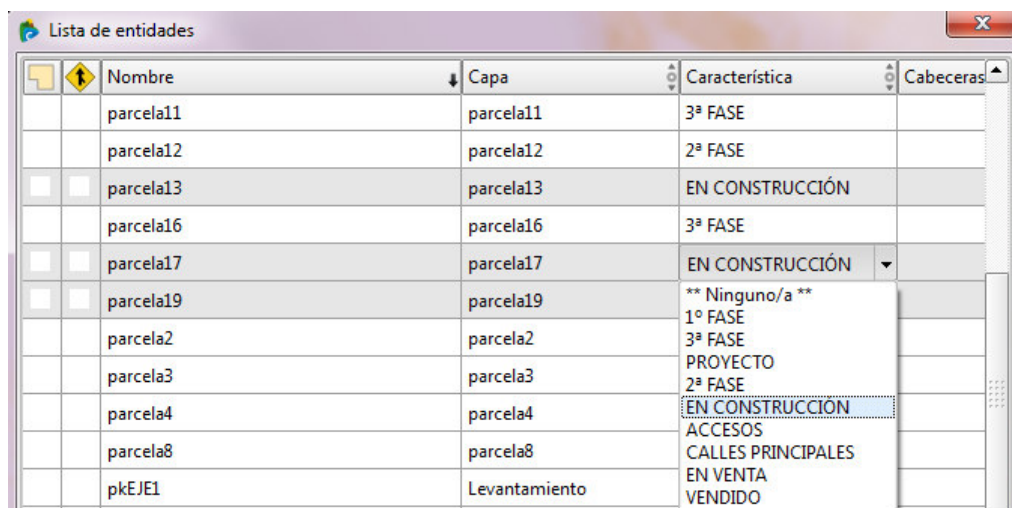 Lista de entidades
Nombre Capa Característica Cabeceras
parcela11 parcela11 3ª FASE
parcela12 parcela12 2ª FASE
parcela13 parcela13 EN CONSTRUCCIÓN
parcela16 parcela16 3ª FASE
parcela17 parcela17 EN CONSTRUCCIÓN
parcela19 parcela19
** Ninguno/a **
1º FASE
parcela2 parcela2 3ª FASE
PROYECTO
parcela3 parcela3 2ª FASE
EN CONSTRUCCIÓN
parcela4 parcela4 ACCESOS
parcela8 parcela8 CALLES PRINCIPALES
EN VENTA
pkEJE1 Levantamiento VENDIDO